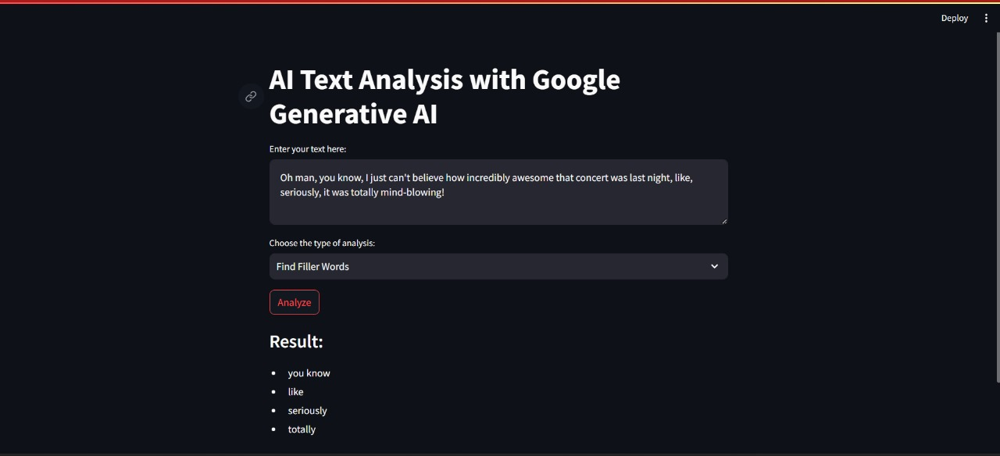 Deploy
AI Text Analysis with Google
Generative AI
Enter your text here:
Oh man, you know, I just can't believe how incredibly awesome that concert was last night, like,
seriously, it was totally mind-blowing!
Choose the type of analysis:
Find Filler Words
Analyze
Result:
• you know
• like
• seriously
• totally